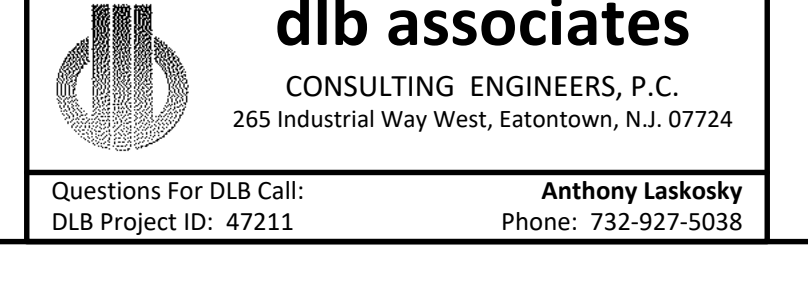 dlb associates
CONSULTING ENGINEERS, P.C.
265 Industrial Way West, Eatontown, N.J. 07724
Questions For DLB Call: Anthony Laskosky
DLB Project ID: 47211 Phone: 732-927-5038